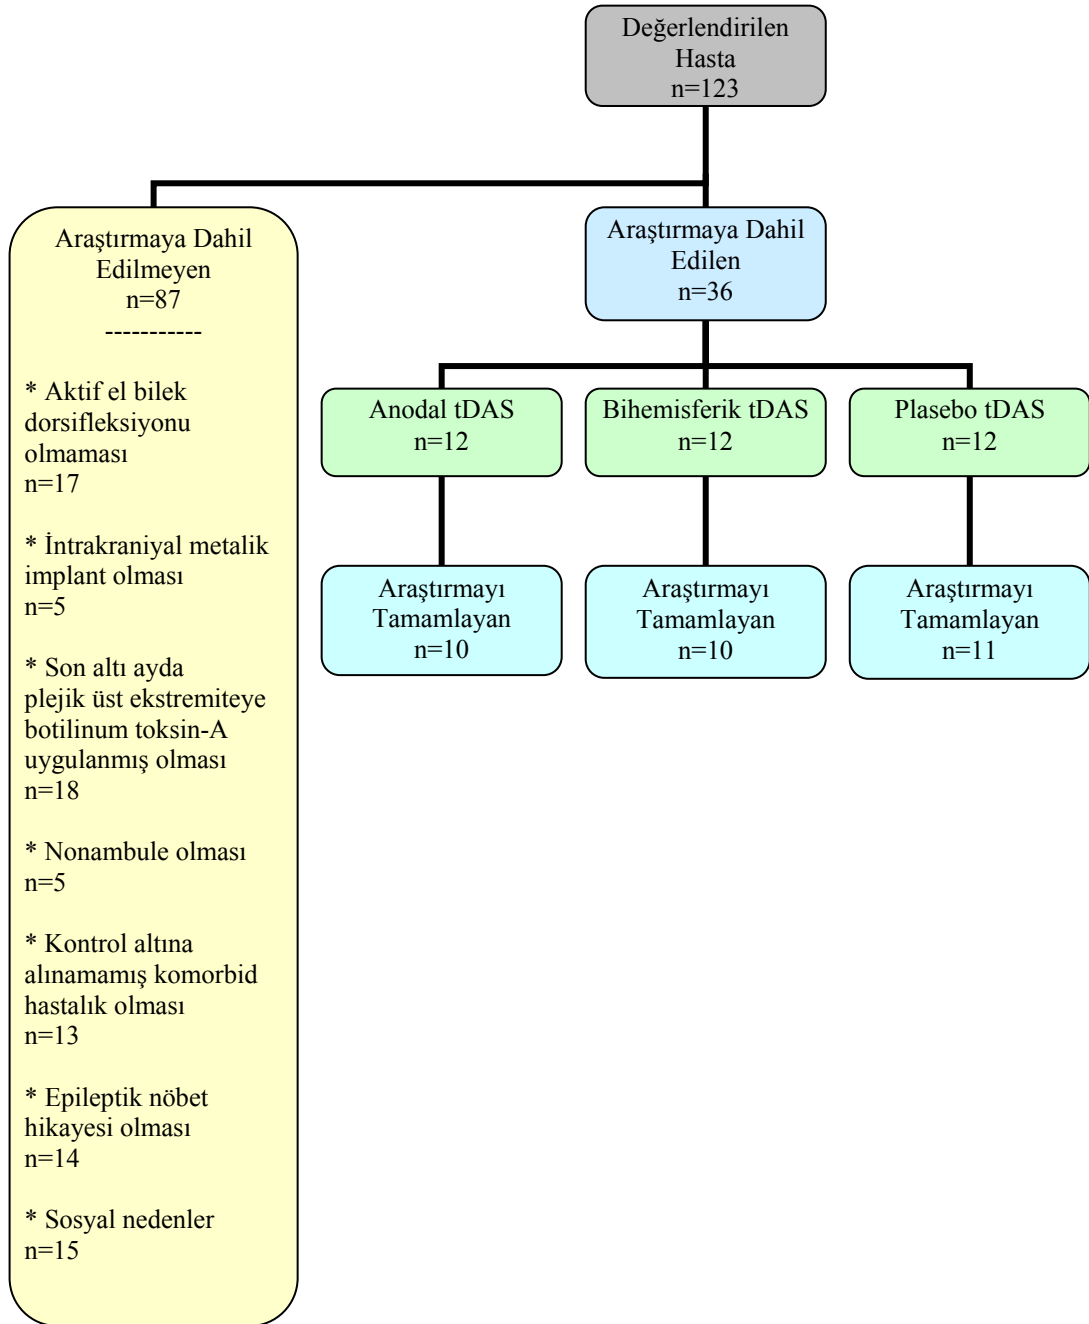 Değerlendirilen
Hasta
n=123
Araştırmaya Dahil
Edilmeyen
n=87
-----------
* Aktif el bilek
dorsifleksiyonu
olmaması
n=17
* İntrakraniyal metalik
implant olması
n=5
* Son altı ayda
plejik üst ekstremiteye
botilinum toksin-A
uygulanmış olması
n=18
* Nonambule olması
n=5
* Kontrol altına
alınamamış komorbid
hastalık olması
n=13
* Epileptik nöbet
hikayesi olması
n=14
* Sosyal nedenler
n=15
Araştırmaya Dahil
Edilen
n=36
Anodal tDAS
n=12
Bihemisferik tDAS
n=12
Plasebo tDAS
n=12
Araştırmayı
Tamamlayan
n=10
Araştırmayı
Tamamlayan
n=10
Araştırmayı
Tamamlayan
n=11